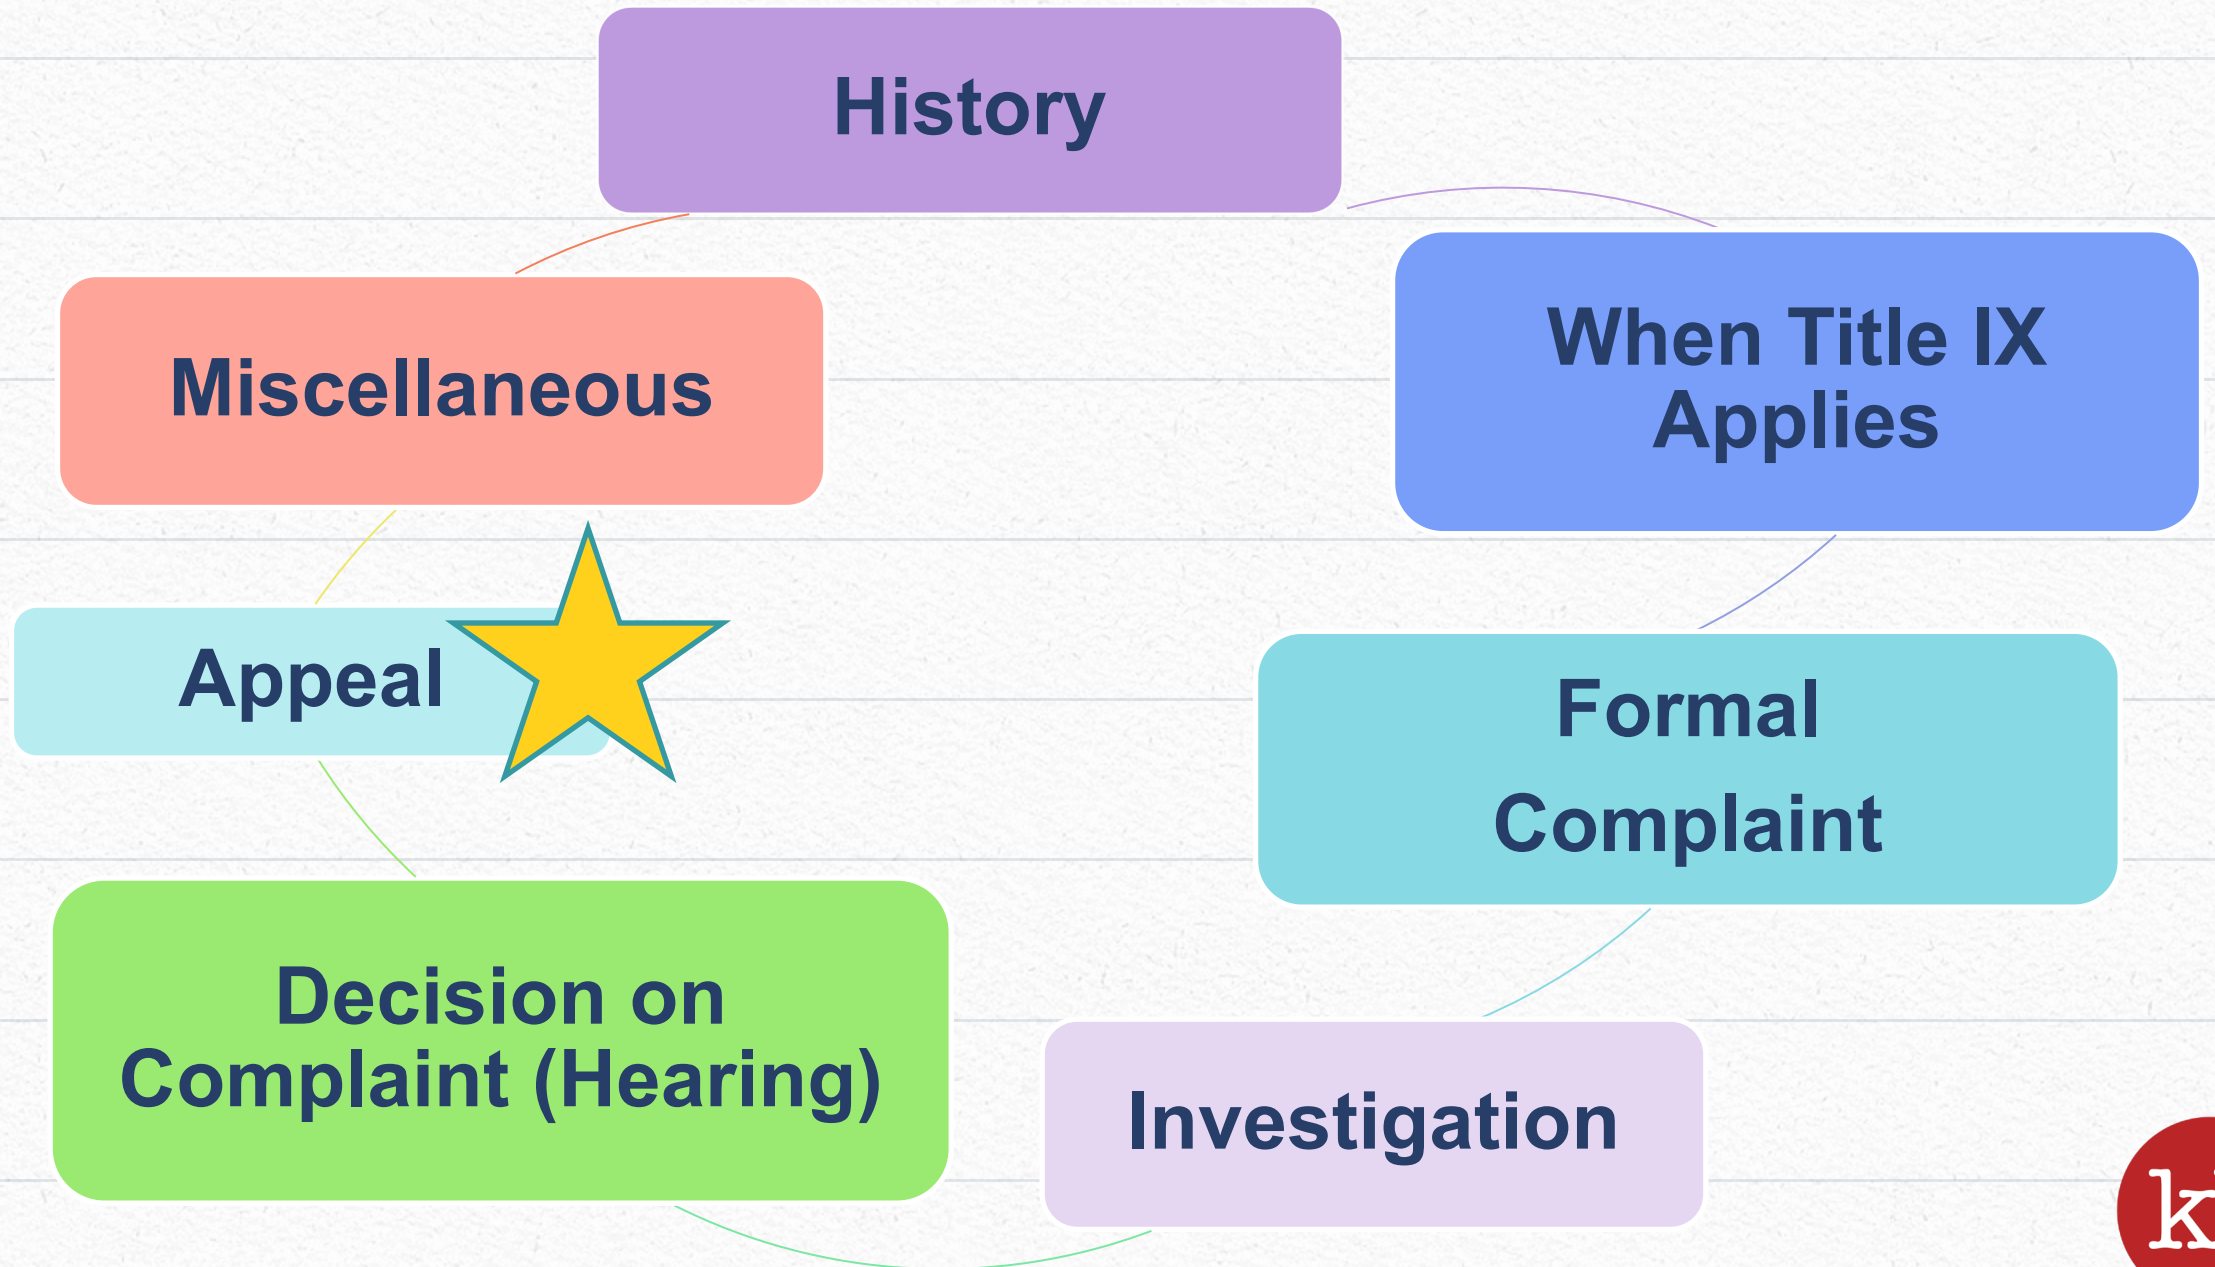 History
When Title IX
Applies
Formal
Complaint
Investigation
Decision on
Complaint (Hearing)
Appeal
Miscellaneous
k